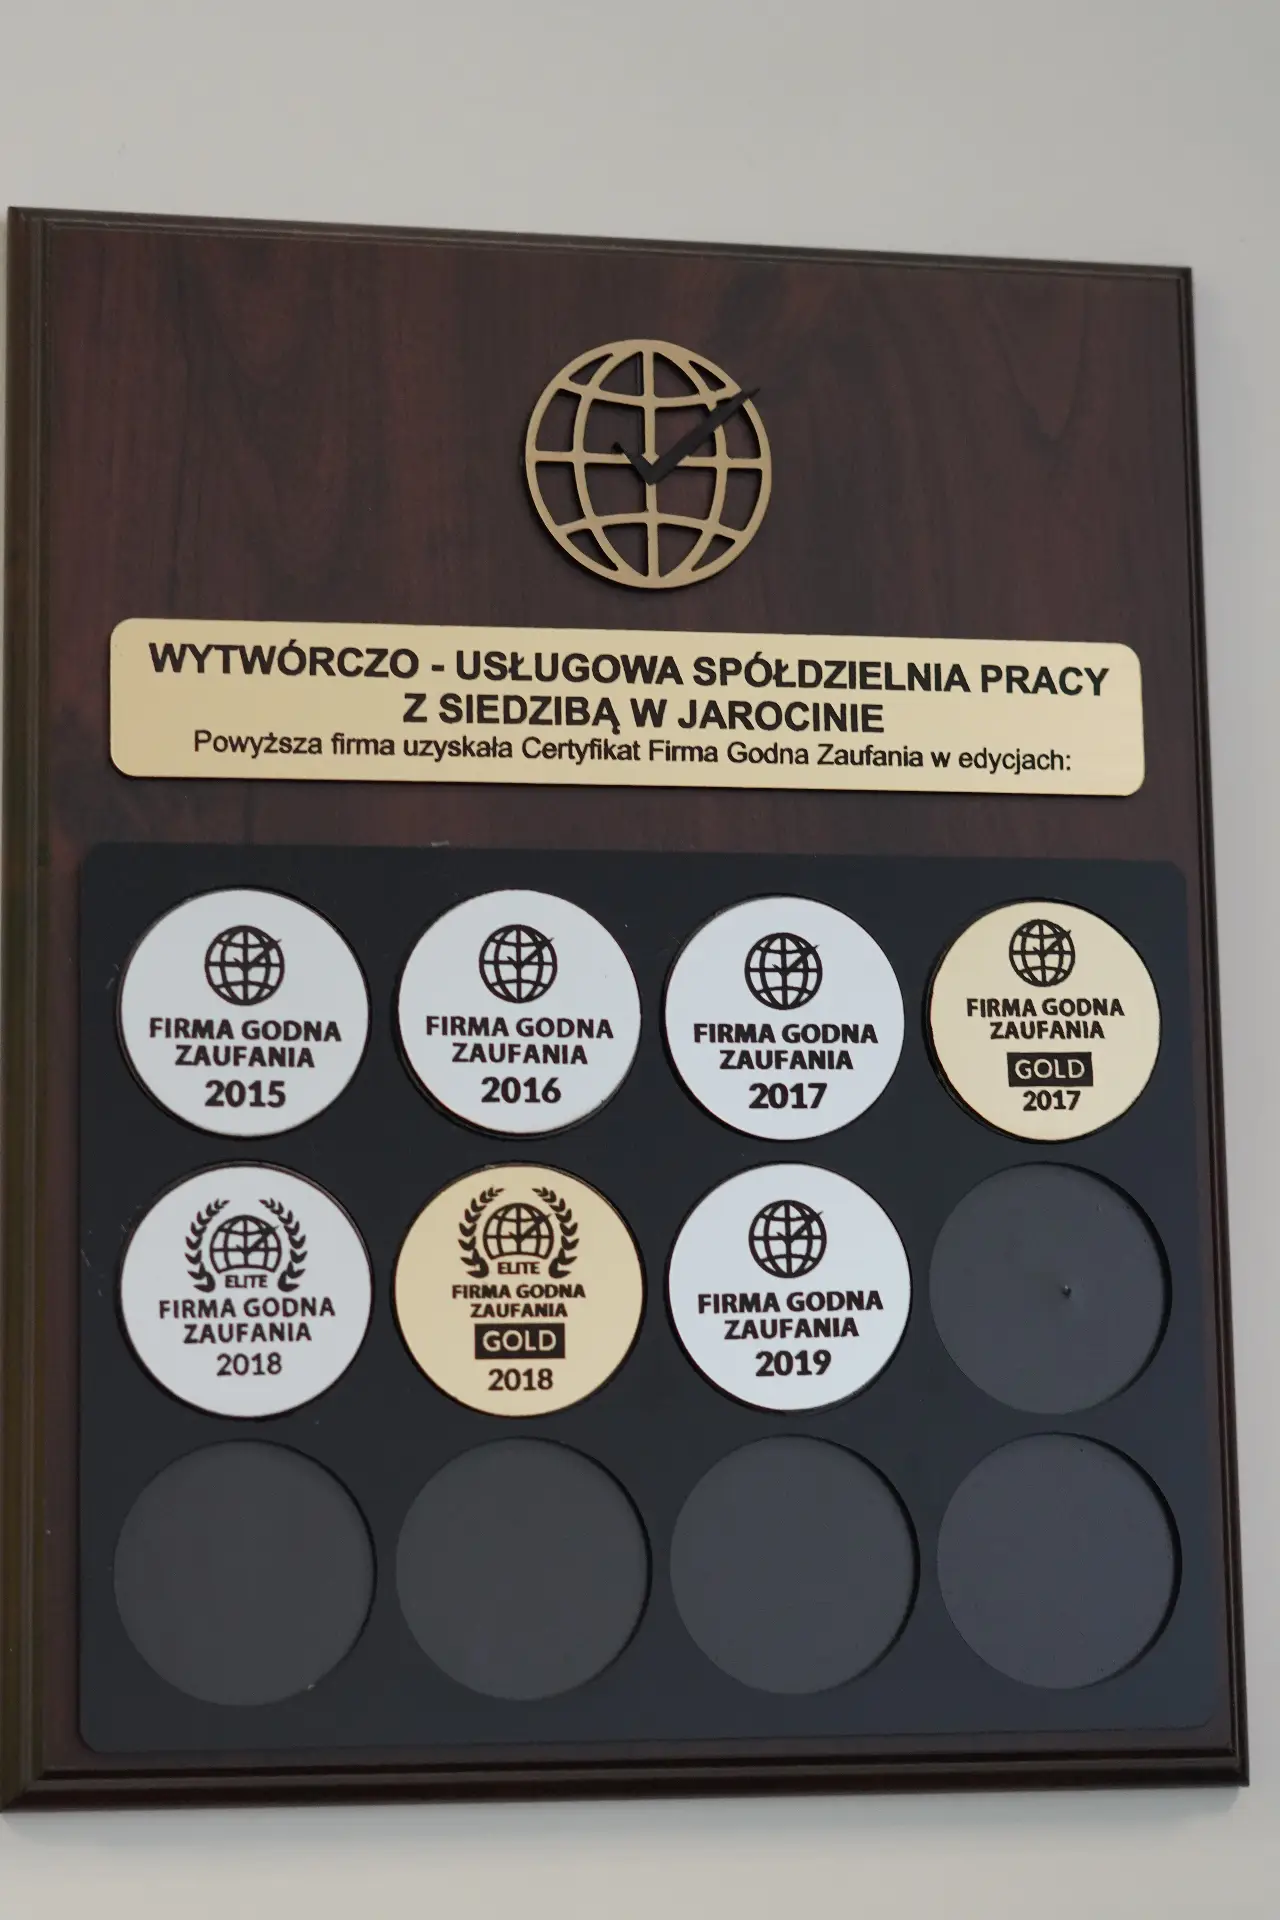 WYTWÓRCZO - USŁUGOWA SPÓŁDZIELNIA PRACY
Z SIEDZIBĄ W JAROCINIE
Powyższa firma uzyskała Certyfikat Firma Godna Zaufania w edycjach:
FIRMA GODNA
ZAUFANIA
2015
FIRMA GODNA
ZAUFANIA
2016
FIRMA GODNA
ZAUFANIA
2017
FIRMA GODNA
ZAUFANIA
GOLD
2017
ELITE
FIRMA GODNA
ZAUFANIA
2018
ELITE
FIRMA GODNA
ZAUFANIA
GOLD
2018
FIRMA GODNA
ZAUFANIA
2019